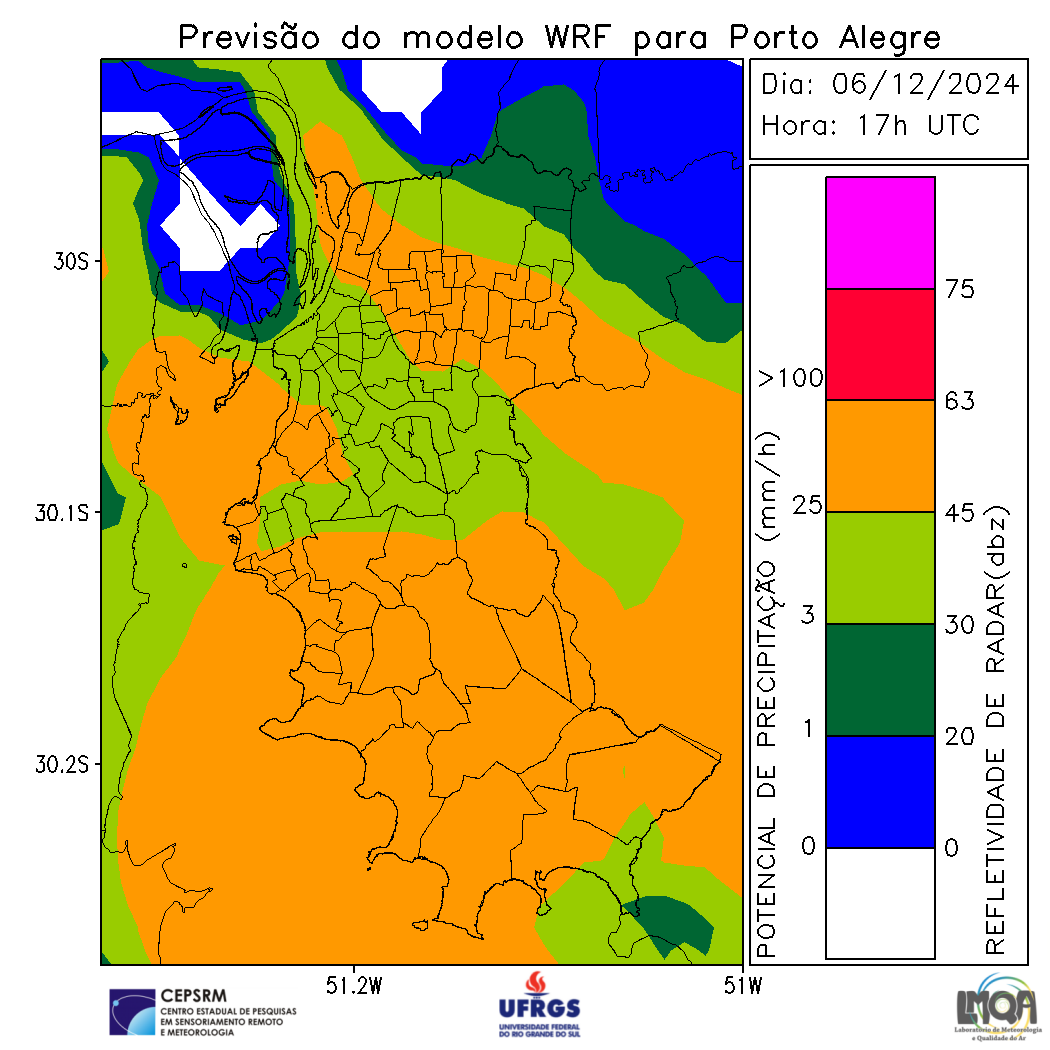 Previsão do modelo WRF para Porto Alegre
Dia: 06/12/2024
Hora: 17h UTC
30S
30.1S
30.2S
51.2W
51W
POTENCIAL DE PRECIPITAÇÃO (mm/h)
>100
25
3
1
0
75
63
45
30
20
0
REFLETIVIDADE DE RADAR(dbz)
CEPSRM
CENTRO ESTADUAL DE PESQUISAS
EM SENSORIAMENTO REMOTO
E METEOROLOGIA
UFRGS
UNIVERSIDADE FEDERAL
DO RIO GRANDE DO SUL
LMQA
Laboratório de Meteorologia
e Qualidade do Ar